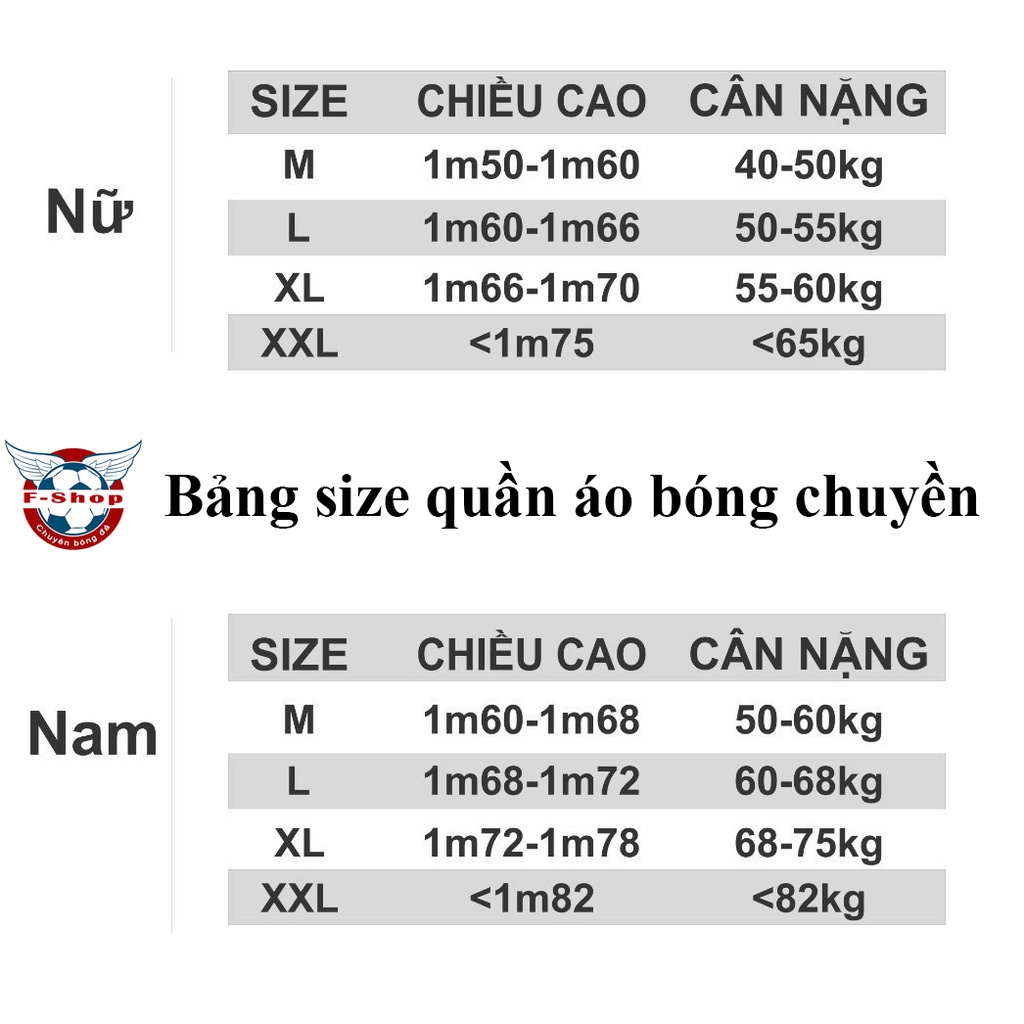 SIZE CHIỀU CAO CÂN NẶNG
M 1m50-1m60 40-50kg
Nữ
L 1m60-1m66 50-55kg
XL 1m66-1m70 55-60kg
XXL <1m75 <65kg
F-Shop
Chuyên bóng đá
Bảng size quần áo bóng chuyền
SIZE CHIỀU CAO CÂN NẶNG
M 1m60-1m68 50-60kg
Nam
L 1m68-1m72 60-68kg
XL 1m72-1m78 68-75kg
XXL <1m82 <82kg